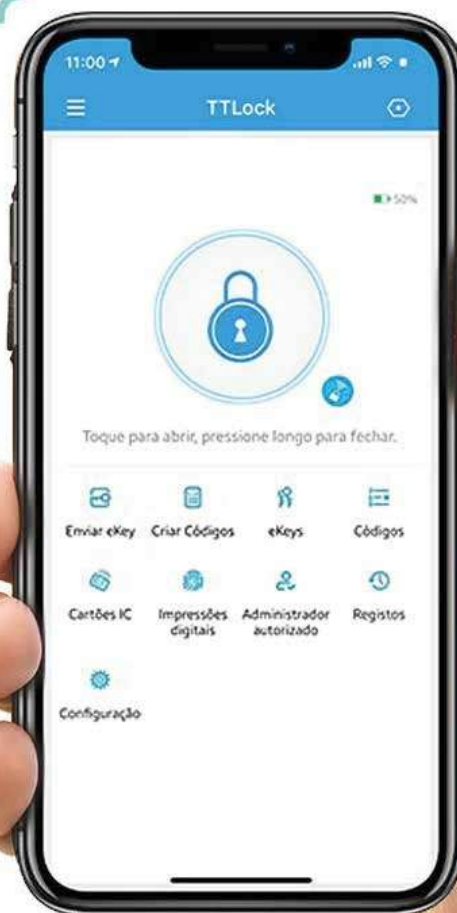 11:00
TTLock
50%
Toque para abrir, pressione longo para fechar.
Enviar eKey Criar Códigos eKeys Códigos
Cartões IC Impressões digitais Administrador autorizado Registos
Configuração